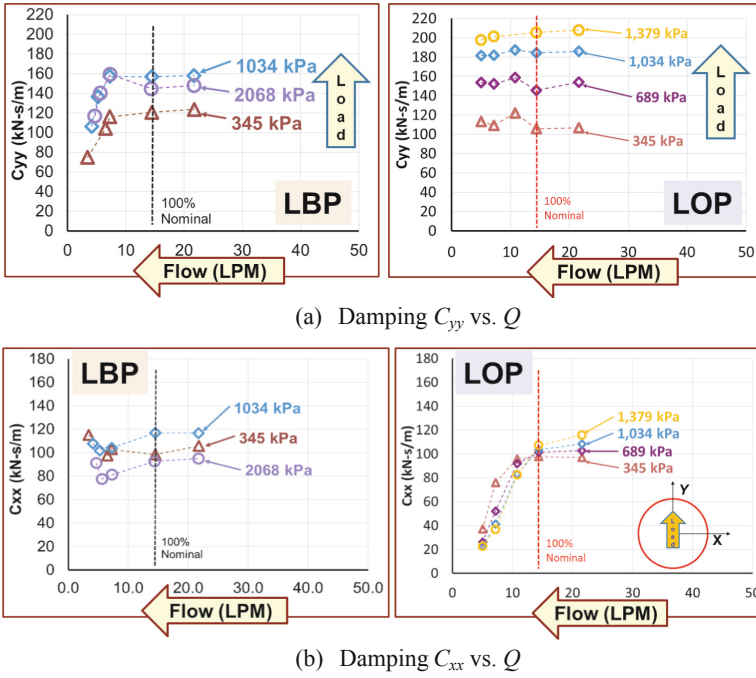 Cyy (kN-s/m)
220
200
180
160
140
120
100
80
60
40
20
0
0 10 20 30 40 50
1034 kPa
2068 kPa
345 kPa
Load
100%
Nominal
LBP
Flow (LPM)
Cyy (kN-s/m)
220
200
180
160
140
120
100
80
60
40
20
0
0 10 20 30 40 50
1,379 kPa
1,034 kPa
689 kPa
345 kPa
Load
100%
Nominal
LOP
Flow (LPM)
(a) Damping Cyy vs. Q
LBP
Cxx (kN-s/m)
180
160
140
120
100
80
60
40
20
0
0.0 10.0 20.0 30.0 40.0 50.0
1034 kPa
345 kPa
2068 kPa
100%
Nominal
Flow (LPM)
LOP
Cxx (kN-s/m)
180
160
140
120
100
80
60
40
20
0
0 10 20 30 40 50
1,379 kPa
1,034 kPa
689 kPa
345 kPa
100%
Nominal
Y
X
Flow (LPM)
(b) Damping Cxx vs. Q